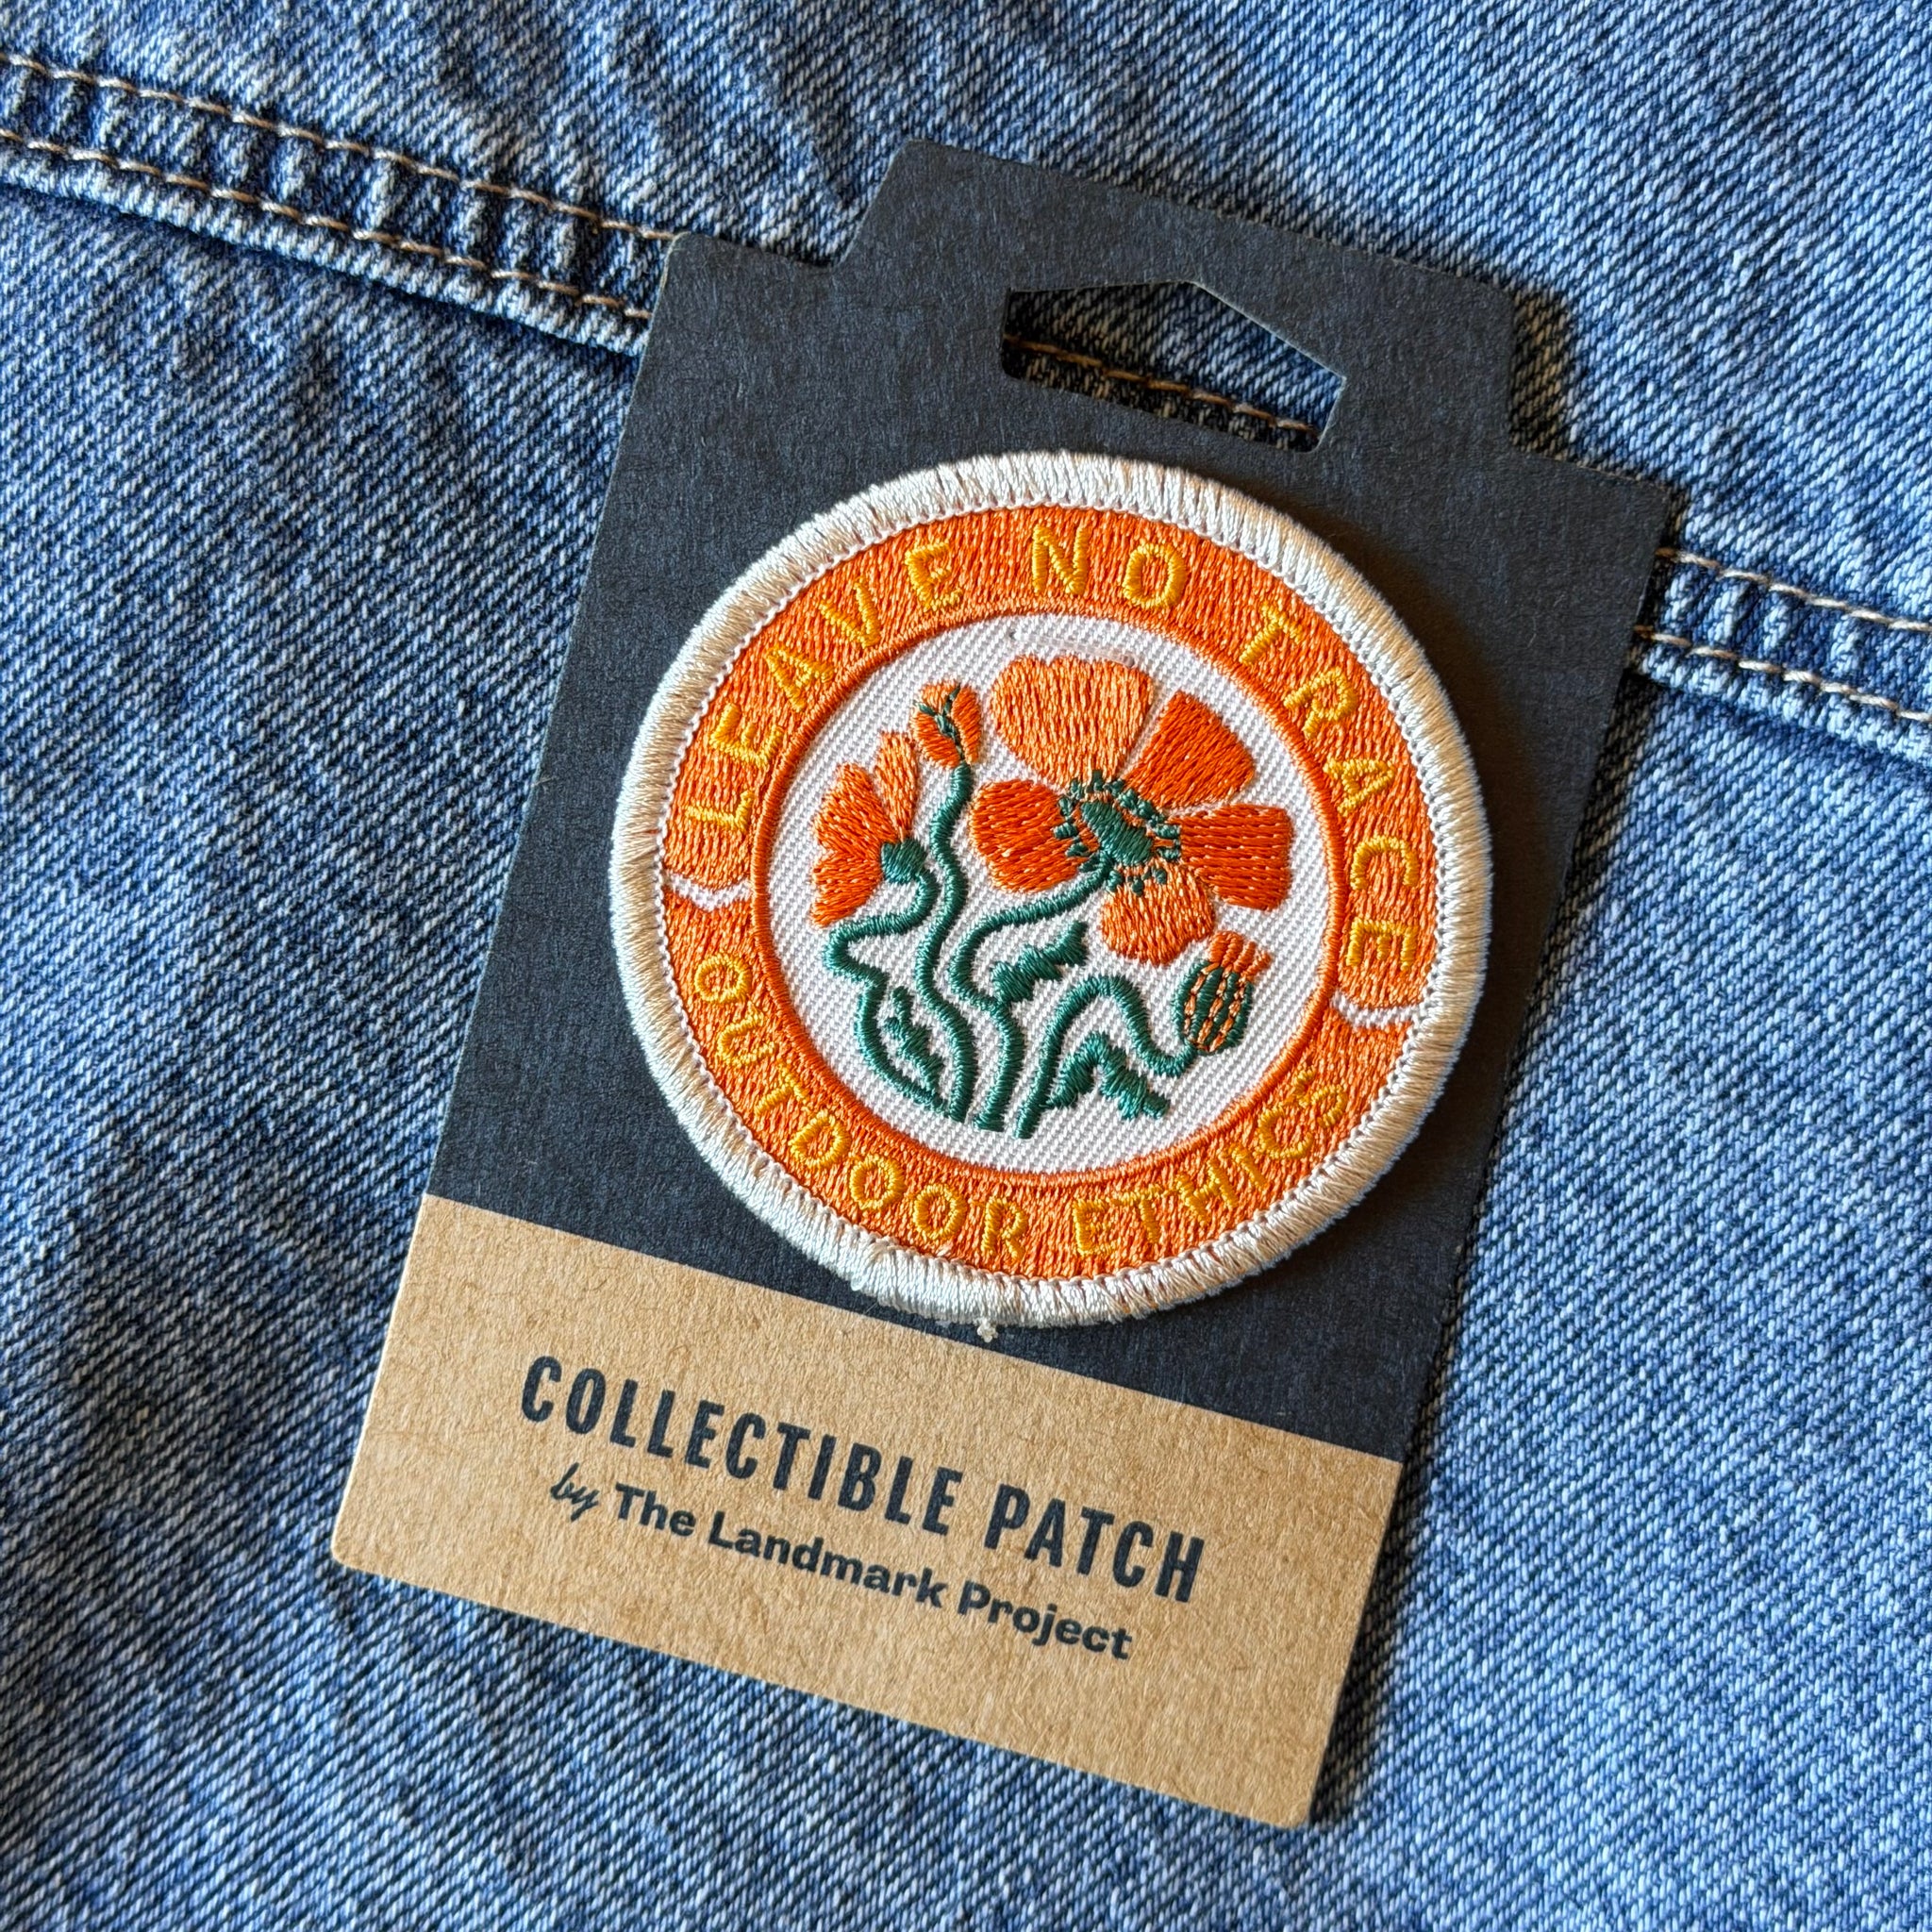 LEAVE NO TRACE
OUTDOOR ETHICS
COLLECTIBLE PATCH
by The Landmark Project